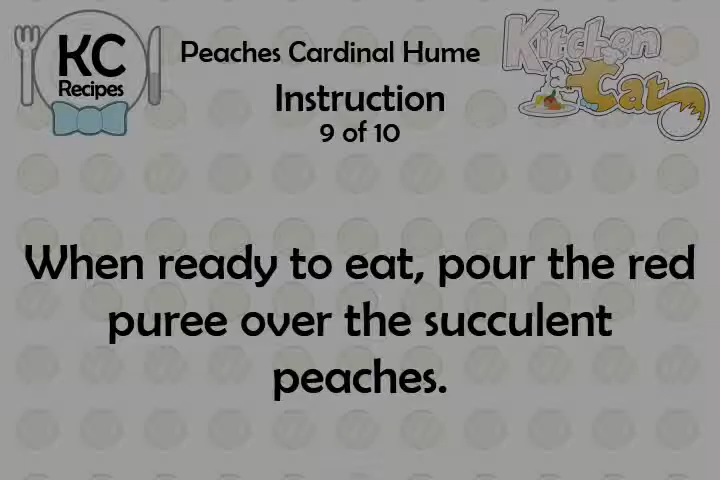 KC
Recipes
Peaches Cardinal Hume
Instruction
9 of 10
Kitchen
Cat
When ready to eat, pour the red
puree over the succulent
peaches.